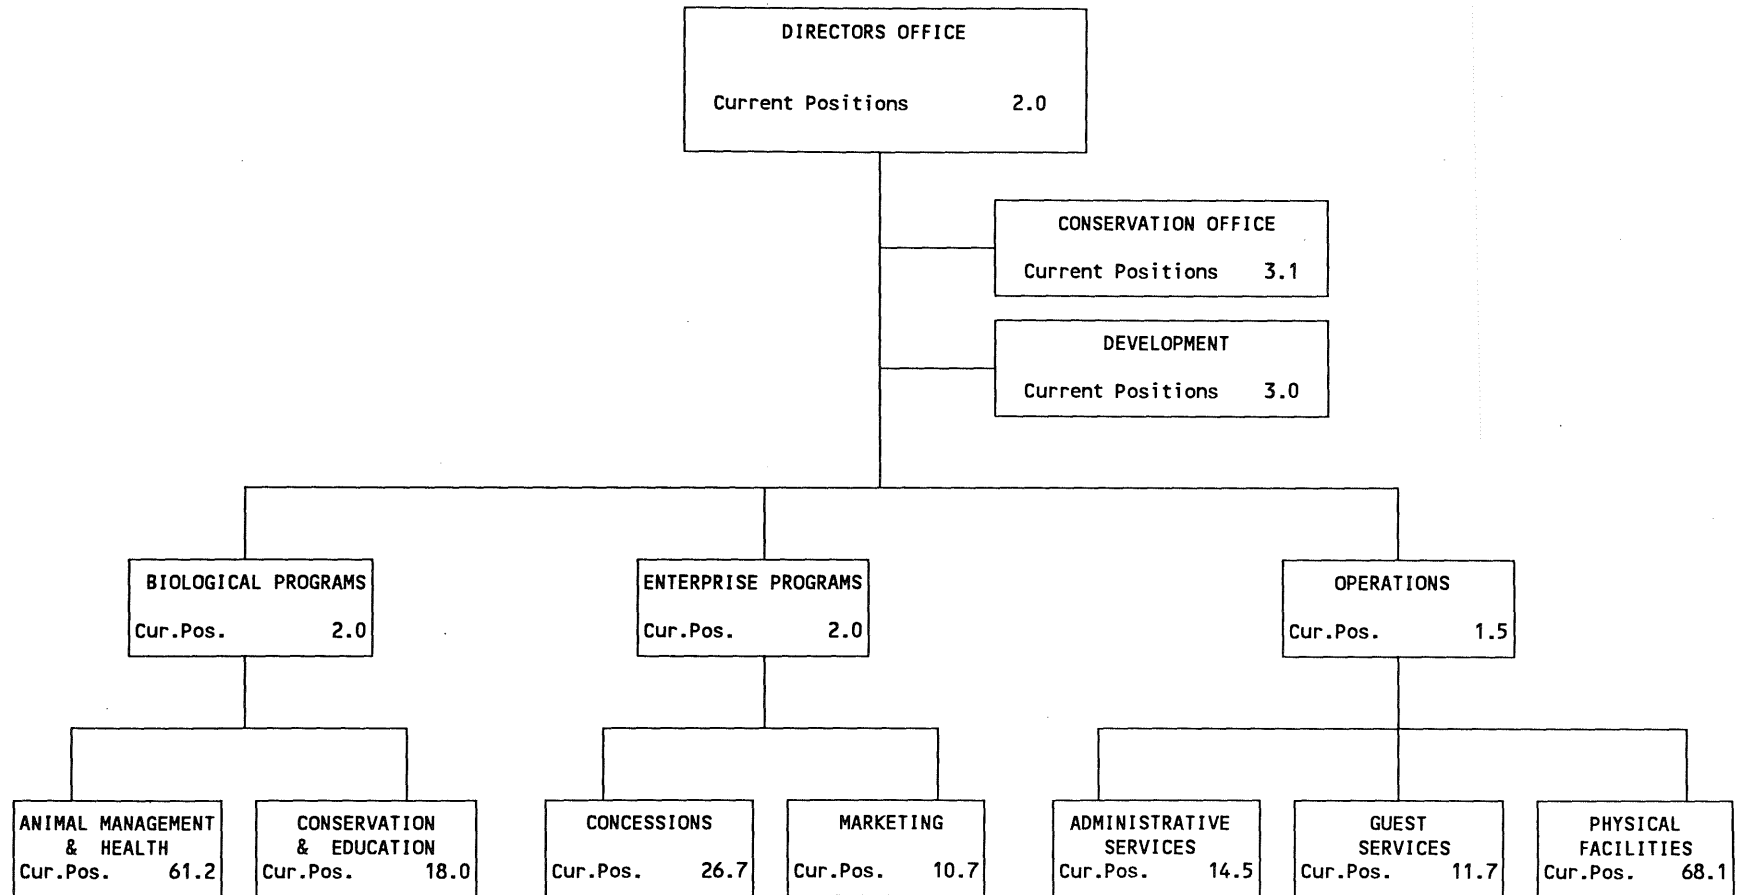 DIRECTORS OFFICE
Current Positions 2.0
CONSERVATION OFFICE
Current Positions 3.1
DEVELOPMENT
Current Positions 3.0
BIOLOGICAL PROGRAMS
Cur.Pos. 2.0
ENTERPRISE PROGRAMS
Cur.Pos. 2.0
OPERATIONS
Cur.Pos. 1.5
ANIMAL MANAGEMENT
& HEALTH
Cur.Pos. 61.2
CONSERVATION
& EDUCATION
Cur.Pos. 18.0
CONCESSIONS
Cur.Pos. 26.7
MARKETING
Cur.Pos. 10.7
ADMINISTRATIVE
SERVICES
Cur.Pos. 14.5
GUEST
SERVICES
Cur.Pos. 11.7
PHYSICAL
FACILITIES
Cur.Pos. 68.1